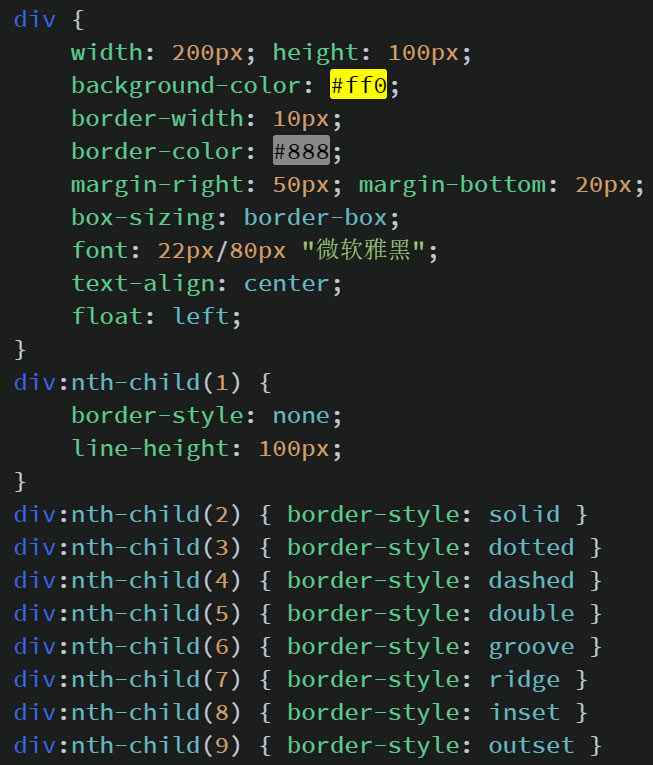 div {
    width: 200px; height: 100px;
    background-color: #ff0;
    border-width: 10px;
    border-color: #888;
    margin-right: 50px; margin-bottom: 20px;
    box-sizing: border-box;
    font: 22px/80px "微软雅黑";
    text-align: center;
    float: left;
}
div:nth-child(1) {
    border-style: none;
    line-height: 100px;
}
div:nth-child(2) { border-style: solid }
div:nth-child(3) { border-style: dotted }
div:nth-child(4) { border-style: dashed }
div:nth-child(5) { border-style: double }
div:nth-child(6) { border-style: groove }
div:nth-child(7) { border-style: ridge }
div:nth-child(8) { border-style: inset }
div:nth-child(9) { border-style: outset }